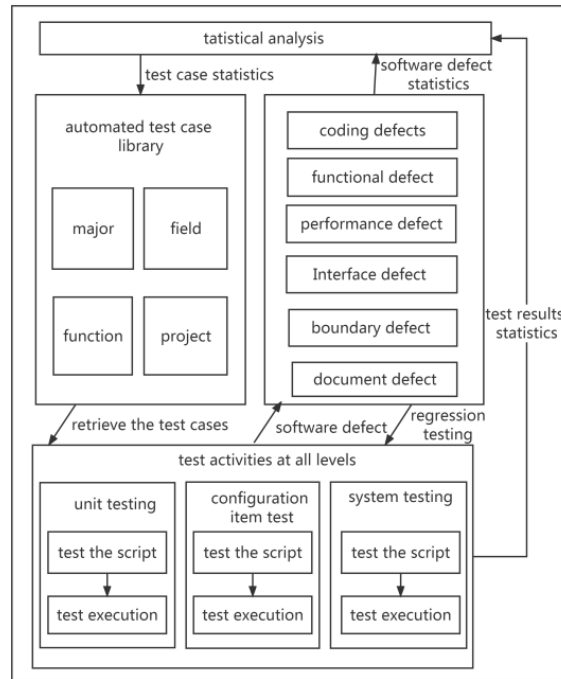 tatistical analysis
test case statistics
software defect
statistics
automated test case
library
major
field
function
project
coding defects
functional defect
performance defect
Interface defect
boundary defect
document defect
test results
statistics
retrieve the test cases
software defect
regression
testing
test activities at all levels
unit testing
test the script
test execution
configuration
item test
test the script
test execution
system testing
test the script
test execution